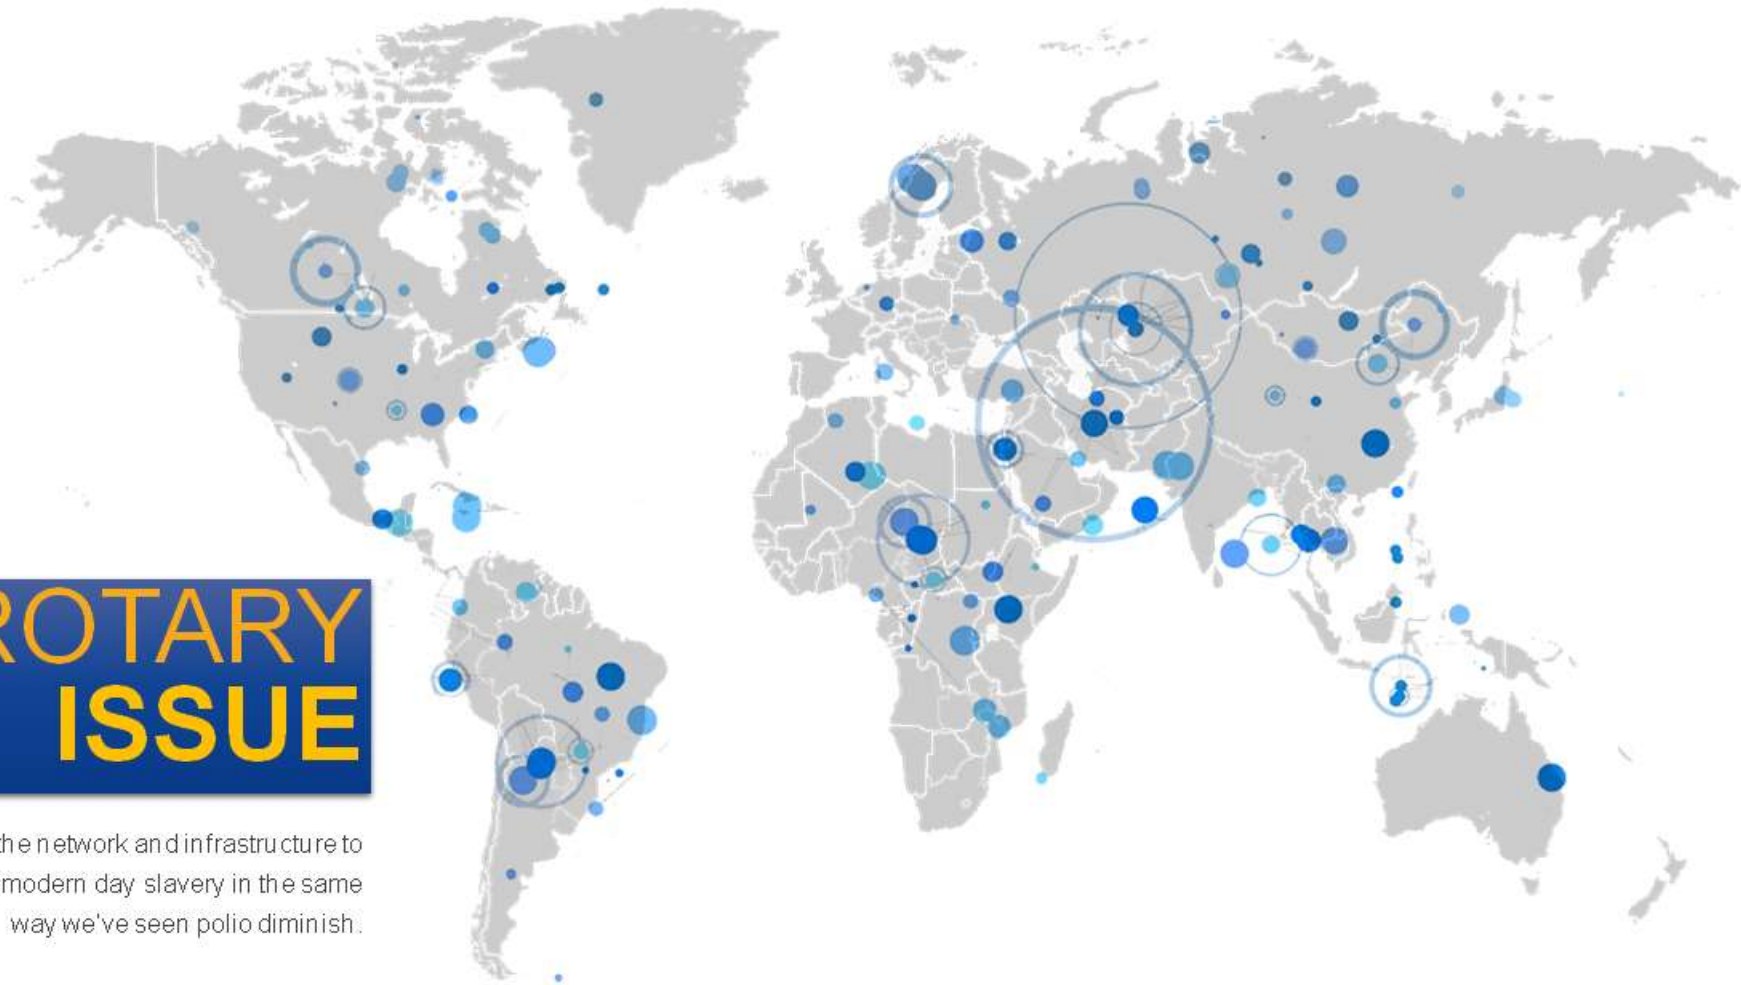 ROTARY
ISSUE
the network and infrastructure to
modern day slavery in the same
way we've seen polio diminish.